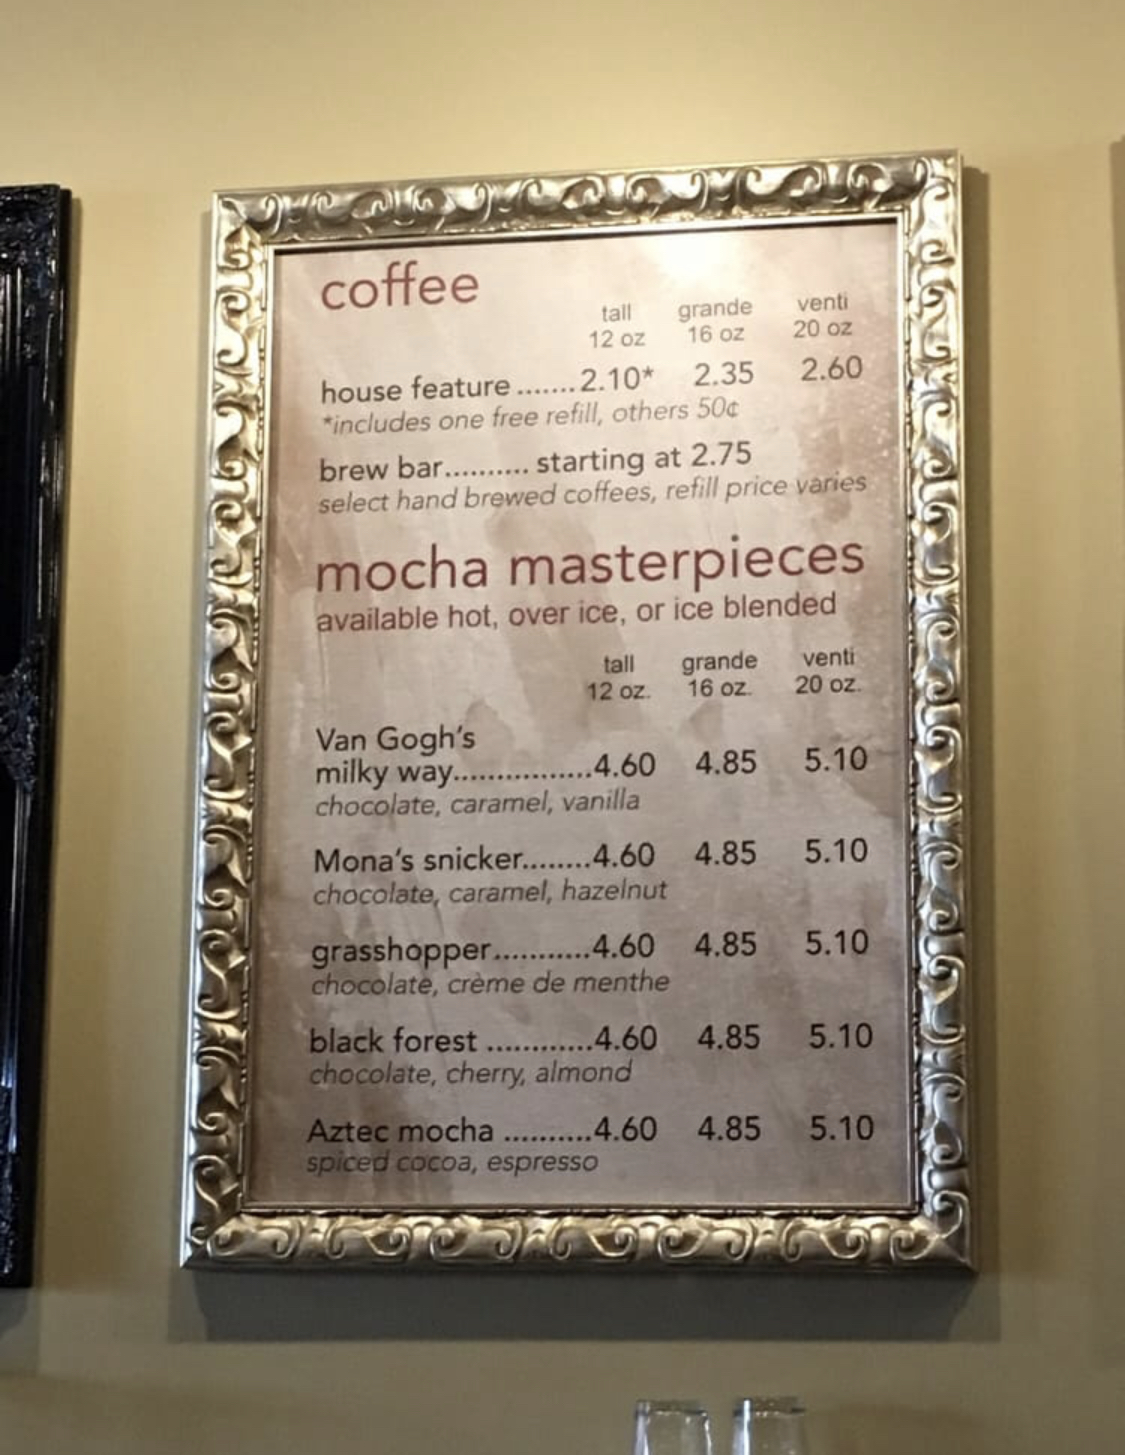 coffee
tall grande venti
12 oz 16 oz 20 oz
house feature .......2.10* 2.35 2.60
*includes one free refill, others 50¢
brew bar.......... starting at 2.75
select hand brewed coffees, refill price varies
mocha masterpieces
available hot, over ice, or ice blended
tall grande venti
12 oz. 16 oz. 20 oz.
Van Gogh's
milky way................4.60 4.85 5.10
chocolate, caramel, vanilla
Mona's snicker........4.60 4.85 5.10
chocolate, caramel, hazelnut
grasshopper...........4.60 4.85 5.10
chocolate, crème de menthe
black forest ............4.60 4.85 5.10
chocolate, cherry, almond
Aztec mocha ..........4.60 4.85 5.10
spiced cocoa, espresso